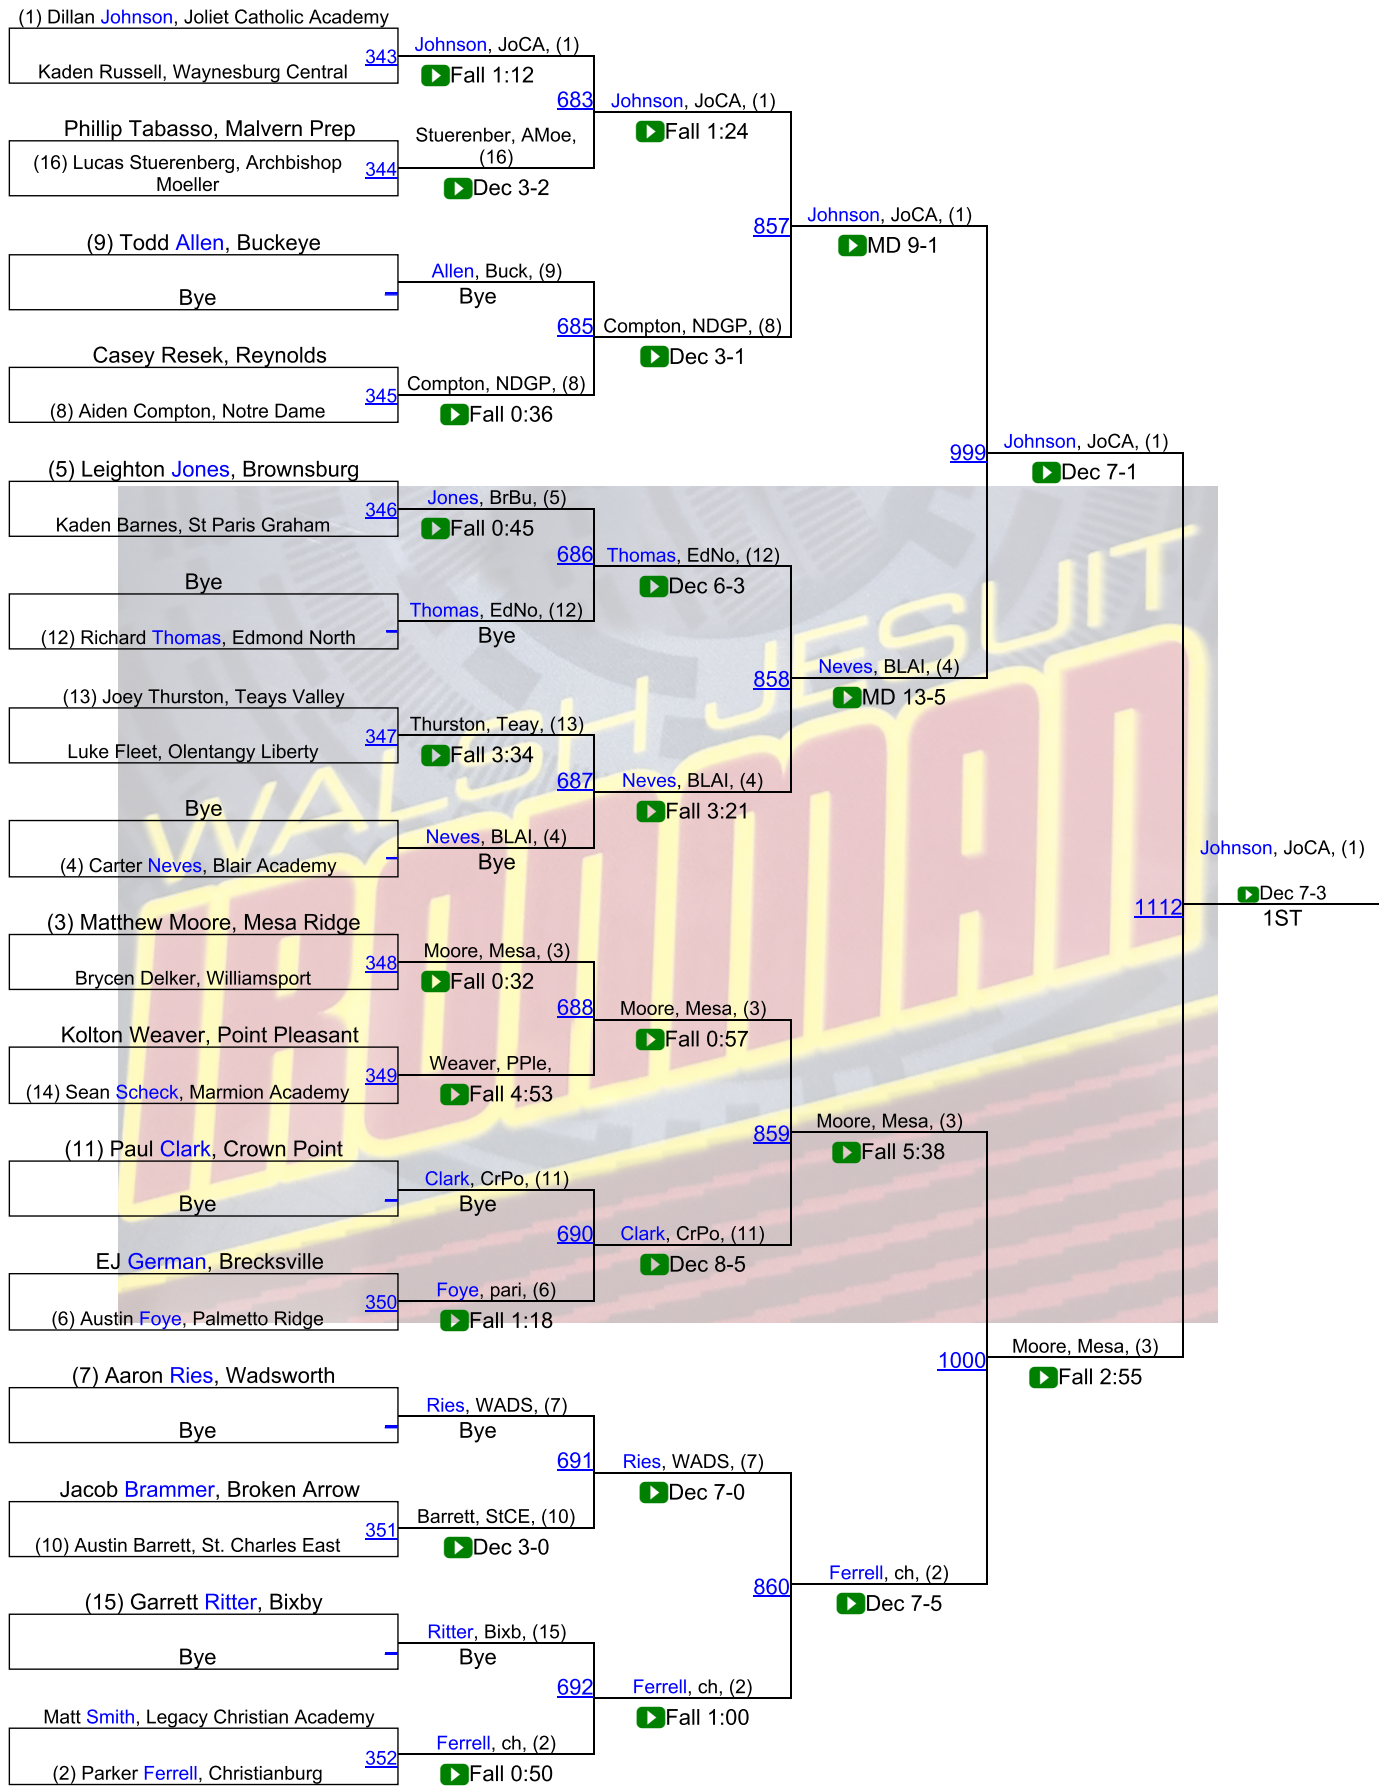 (1) Dillan Johnson, Joliet Catholic Academy
343
Kaden Russell, Waynesburg Central
Johnson, JoCA, (1)
Fall 1:12
Phillip Tabasso, Malvern Prep
(16) Lucas Stuerenberg, Archbishop
Moeller
344
Stuerenber, AMoe,
(16)
Dec 3-2
683
Johnson, JoCA, (1)
Fall 1:24
(9) Todd Allen, Buckeye
Bye
Allen, Buck, (9)
Bye
Casey Resek, Reynolds
345
(8) Aiden Compton, Notre Dame
Compton, NDGP, (8)
Fall 0:36
685
Compton, NDGP, (8)
Dec 3-1
857
Johnson, JoCA, (1)
MD 9-1
(5) Leighton Jones, Brownsburg
346
Kaden Barnes, St Paris Graham
Jones, BrBu, (5)
Fall 0:45
Bye
(12) Richard Thomas, Edmond North
Thomas, EdNo, (12)
Bye
686
Thomas, EdNo, (12)
Dec 6-3
(13) Joey Thurston, Teays Valley
347
Luke Fleet, Olentangy Liberty
Thurston, Teay, (13)
Fall 3:34
Bye
(4) Carter Neves, Blair Academy
Neves, BLAI, (4)
Bye
687
Neves, BLAI, (4)
Fall 3:21
858
Neves, BLAI, (4)
MD 13-5
999
Johnson, JoCA, (1)
Dec 7-1
WALSH JESUIT
IRONMAN
(3) Matthew Moore, Mesa Ridge
348
Brycen Delker, Williamsport
Moore, Mesa, (3)
Fall 0:32
Kolton Weaver, Point Pleasant
349
(14) Sean Scheck, Marmion Academy
Weaver, PPle,
Fall 4:53
688
Moore, Mesa, (3)
Fall 0:57
(11) Paul Clark, Crown Point
Bye
Clark, CrPo, (11)
Bye
EJ German, Brecksville
350
(6) Austin Foye, Palmetto Ridge
Foye, pari, (6)
Fall 1:18
690
Clark, CrPo, (11)
Dec 8-5
859
Moore, Mesa, (3)
Fall 5:38
(7) Aaron Ries, Wadsworth
Bye
Ries, WADS, (7)
Bye
Jacob Brammer, Broken Arrow
351
(10) Austin Barrett, St. Charles East
Barrett, StCE, (10)
Dec 3-0
691
Ries, WADS, (7)
Dec 7-0
(15) Garrett Ritter, Bixby
Bye
Ritter, Bixb, (15)
Bye
Matt Smith, Legacy Christian Academy
352
(2) Parker Ferrell, Christianburg
Ferrell, ch, (2)
Fall 0:50
692
Ferrell, ch, (2)
Fall 1:00
860
Ferrell, ch, (2)
Dec 7-5
1000
Moore, Mesa, (3)
Fall 2:55
1112
Johnson, JoCA, (1)
Dec 7-3
1ST